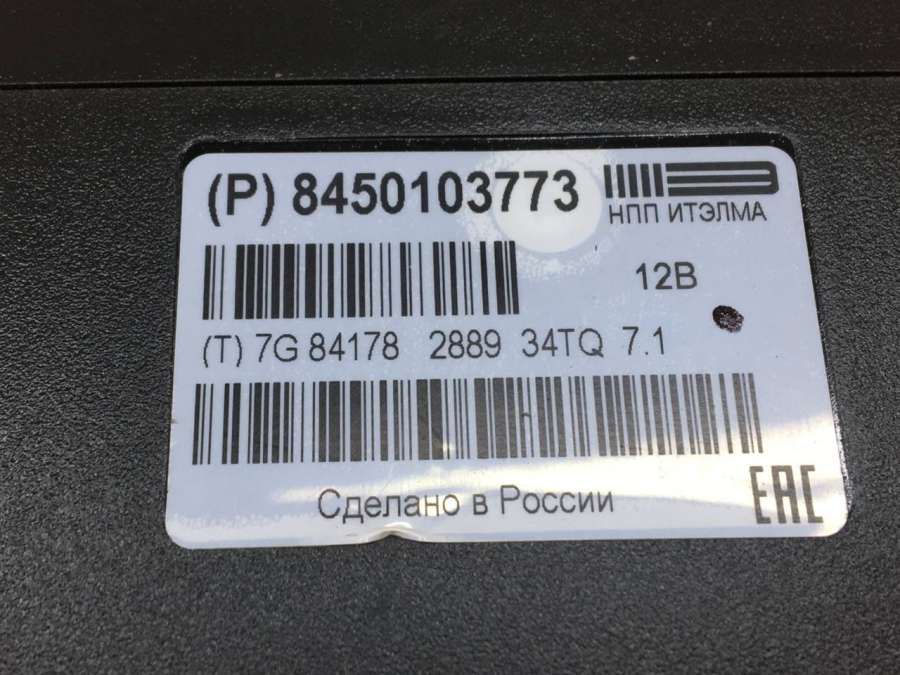 (P) 8450103773
НПП ИТЭЛМА
12В
(T) 7G 84178 2889 34TQ 7.1
Сделано в России
EAC